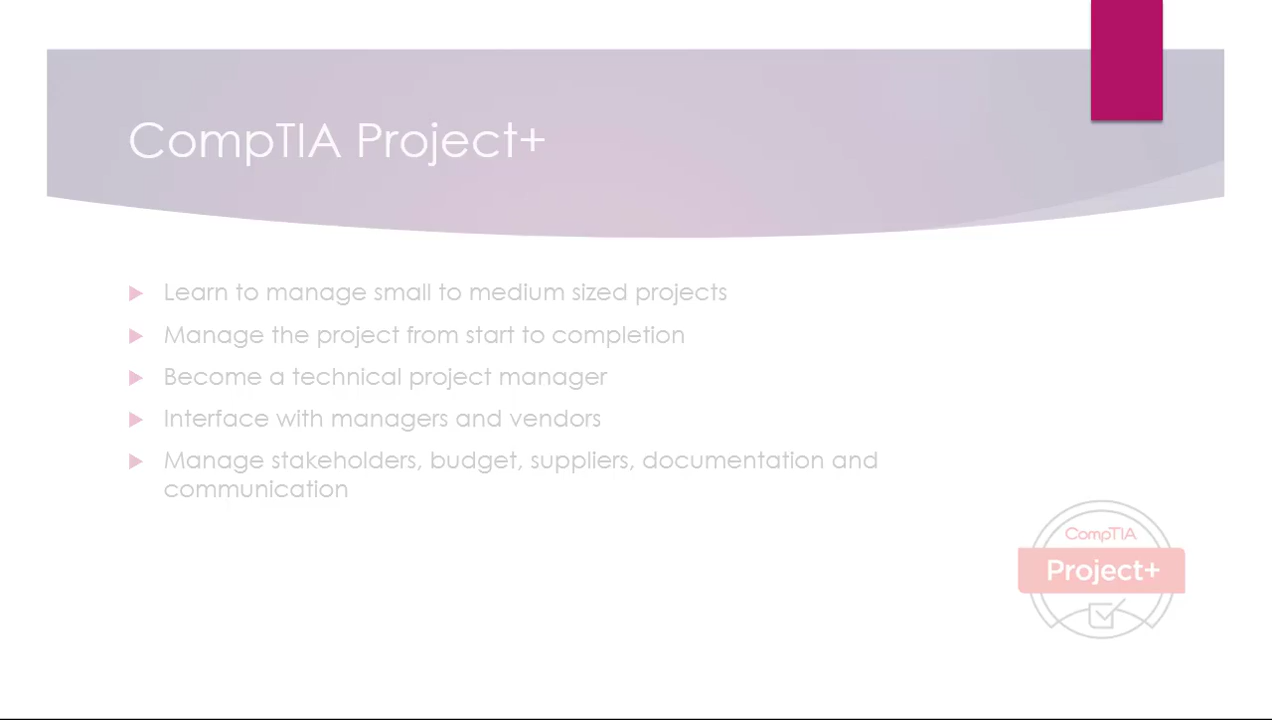 CompTIA Project+
Learn to manage small to medium sized projects
Manage the project from start to completion
Become a technical project manager
Interface with managers and vendors
Manage stakeholders, budget, suppliers, documentation and
communication
CompTIA
Project+